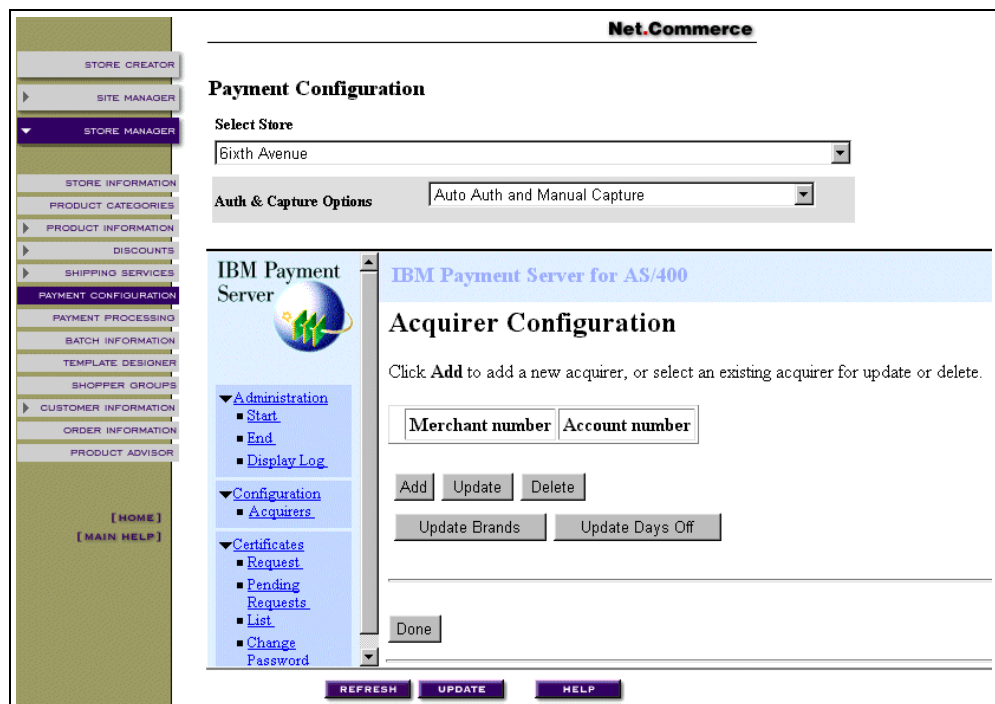 Net.Commerce
STORE CREATOR
SITE MANAGER
STORE MANAGER
STORE INFORMATION
PRODUCT CATEGORIES
PRODUCT INFORMATION
DISCOUNTS
SHIPPING SERVICES
PAYMENT CONFIGURATION
PAYMENT PROCESSING
BATCH INFORMATION
TEMPLATE DESIGNER
SHOPPER GROUPS
CUSTOMER INFORMATION
ORDER INFORMATION
PRODUCT ADVISOR
[HOME]
[MAIN HELP]
Payment Configuration
Select Store
6ixth Avenue
Auth & Capture Options
Auto Auth and Manual Capture
IBM Payment
Server
Administration
Start
End
Display Log
Configuration
Acquirers
Certificates
Request
Pending
Requests
List
Change
Password
IBM Payment Server for AS/400
Acquirer Configuration
Click Add to add a new acquirer, or select an existing acquirer for update or delete.
Merchant number Account number
Add Update Delete
Update Brands Update Days Off
Done
REFRESH UPDATE HELP